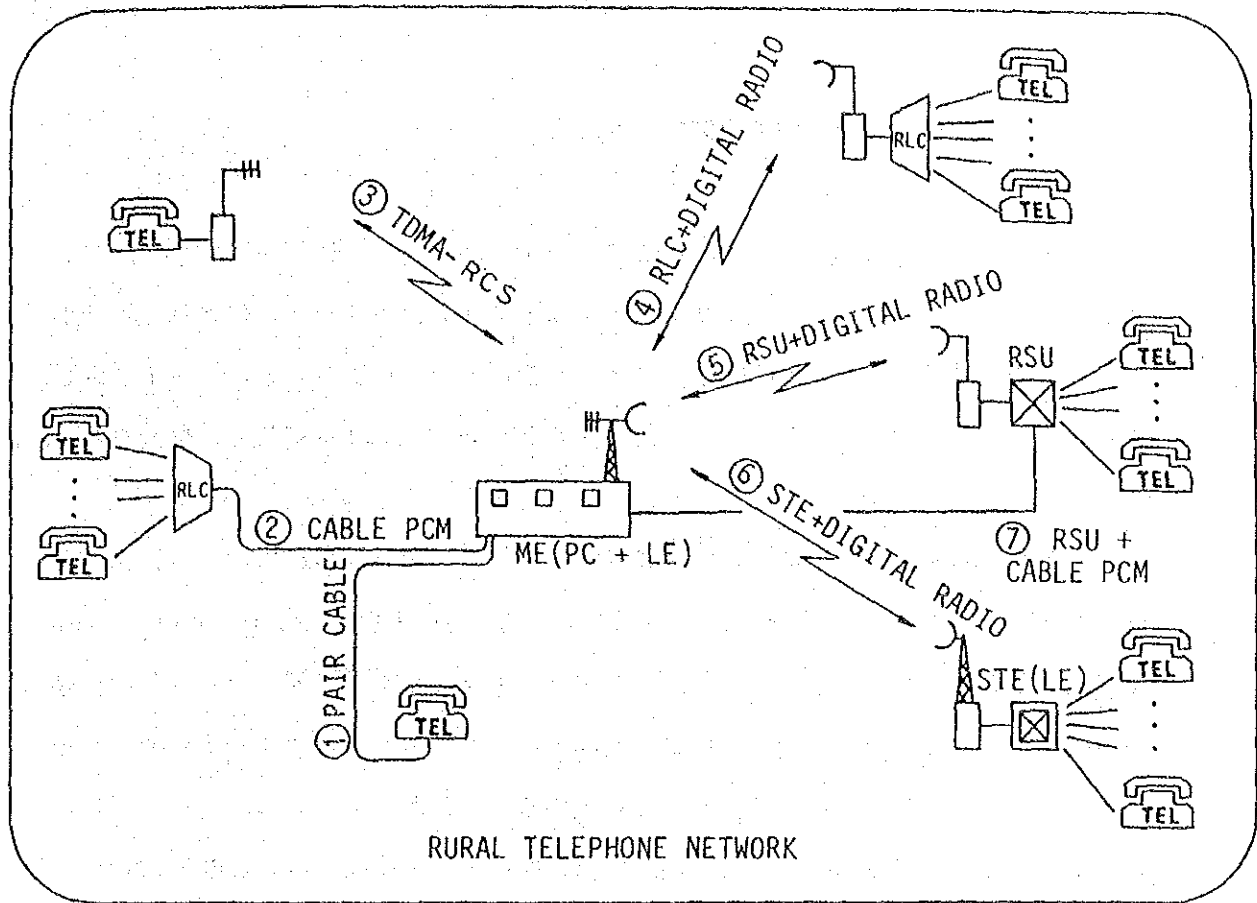 TEL
RLC
TEL
④ RLC+DIGITAL RADIO
③ TDMA-RCS
TEL
⑤ RSU+DIGITAL RADIO
RSU
TEL
TEL
TEL
RLC
TEL
② CABLE PCM
ME(PC + LE)
⑥ STE+DIGITAL RADIO
⑦ RSU +
CABLE PCM
① PAIR CABLE
TEL
STE(LE)
TEL
TEL
RURAL TELEPHONE NETWORK